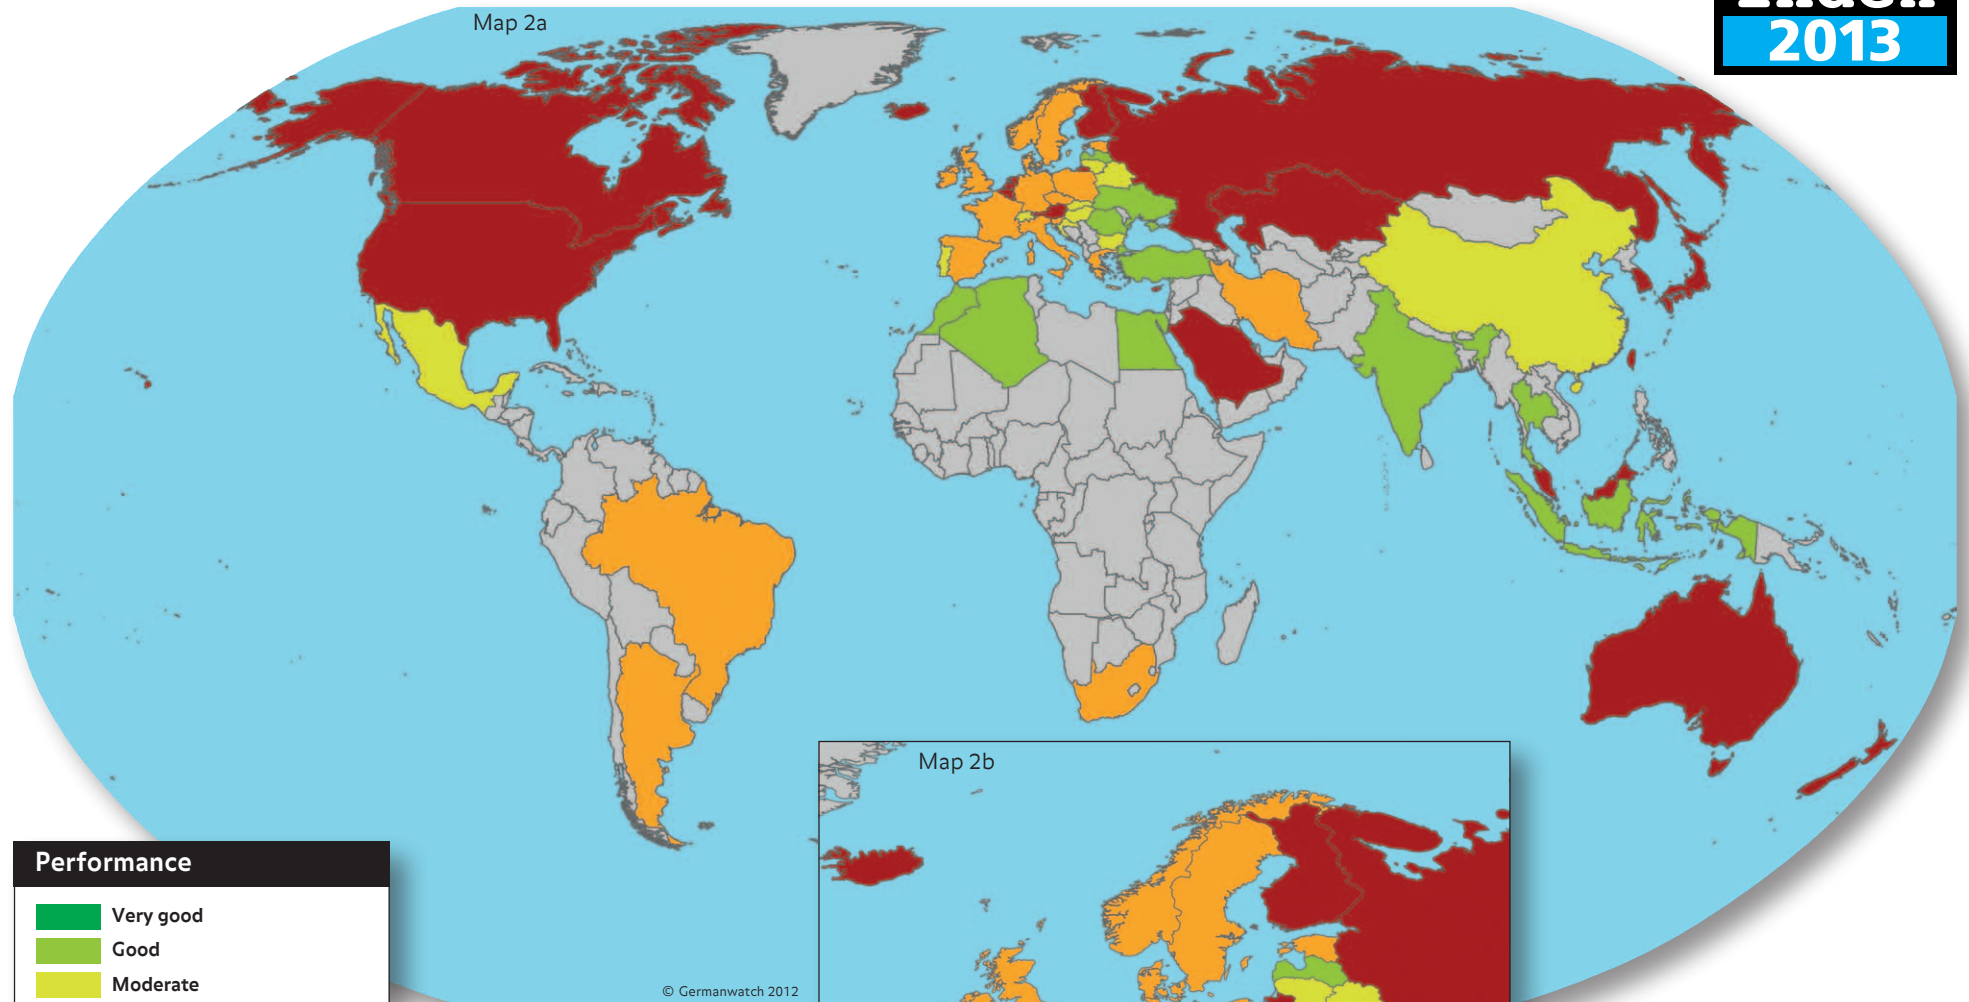 Map 2a
2013
Map 2b
Performance
Very good
Good
Moderate
© Germanwatch 2012